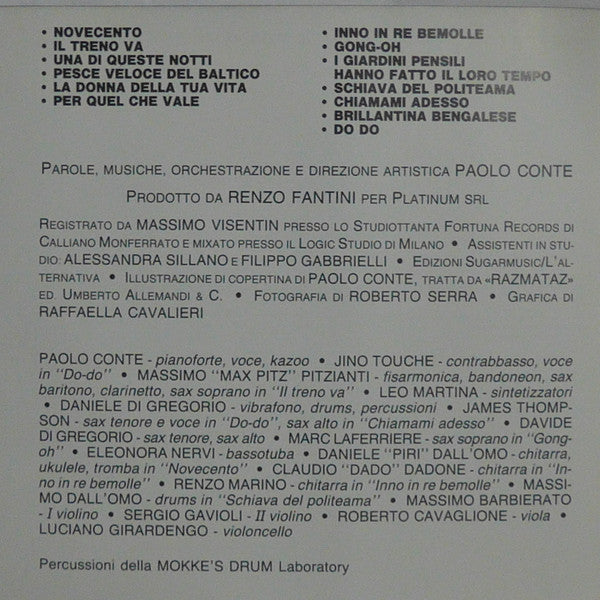 • NOVECENTO
• IL TRENO VA
• UNA DI QUESTE NOTTI
• PESCE VELOCE DEL BALTICO
• LA DONNA DELLA TUA VITA
• PER QUEL CHE VALE
• INNO IN RE BEMOLLE
• GONG-OH
• I GIARDINI PENSILI
HANNO FATTO IL LORO TEMPO
• SCHIAVA DEL POLITEAMA
• CHIAMAMI ADESSO
• BRILLANTINA BENGALESE
• DO DO
PAROLE, MUSICHE, ORCHESTRAZIONE E DIREZIONE ARTISTICA PAOLO CONTE
PRODOTTO DA RENZO FANTINI PER PLATINUM SRL
REGISTRATO DA MASSIMO VISENTIN PRESSO LO STUDIOTTANTA FORTUNA RECORDS DI
CALLIANO MONFERRATO E MIXATO PRESSO IL LOGIC STUDIO DI MILANO • ASSISTENTI IN STU-
DIO: ALESSANDRA SILLANO E FILIPPO GABBRIELLI • EDIZIONI SUGARMUSIC/L'AL-
TERNATIVA • ILLUSTRAZIONE DI COPERTINA DI PAOLO CONTE, TRATTA DA «RAZMATAZ»
ED. UMBERTO ALLEMANDI & C. • FOTOGRAFIA DI ROBERTO SERRA • GRAFICA DI
RAFFAELLA CAVALIERI
PAOLO CONTE - pianoforte, voce, kazoo • JINO TOUCHE - contrabbasso, voce
in "Do-do" • MASSIMO "MAX PITZ" PITZIANTI - fisarmonica, bandoneon, sax
baritono, clarinetto, sax soprano in "Il treno va" • LEO MARTINA - sintetizzatori
• DANIELE DI GREGORIO - vibrafono, drums, percussioni • JAMES THOMP-
SON - sax tenore e voce in "Do-do", sax alto in "Chiamami adesso" • DAVIDE
DI GREGORIO - sax tenore, sax alto • MARC LAFERRIERE - sax soprano in "Gong-
oh" • ELEONORA NERVI - bassotuba • DANIELE "PIRI" DALL'OMO - chitarra,
ukulele, tromba in "Novecento" • CLAUDIO "DADO" DADONE - chitarra in "In-
no in re bemolle" • RENZO MARINO - chitarra in "Inno in re bemolle" • MASSI-
MO DALL'OMO - drums in "Schiava del politeama" • MASSIMO BARBIERATO
- I violino • SERGIO GAVIOLI - II violino • ROBERTO CAVAGLIONE - viola •
LUCIANO GIRARDENGO - violoncello
Percussioni della MOKKE'S DRUM Laboratory